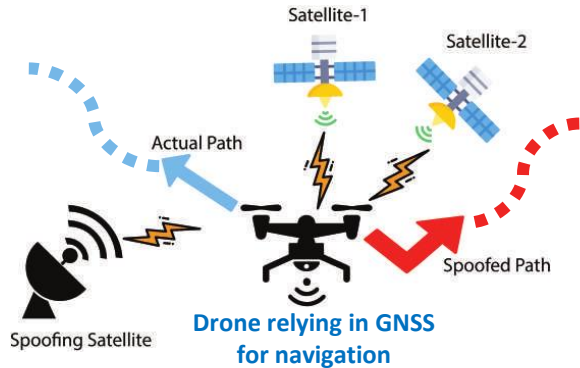 Satellite-1
Satellite-2
Actual Path
Spoofed Path
Spoofing Satellite
Drone relying in GNSS
for navigation